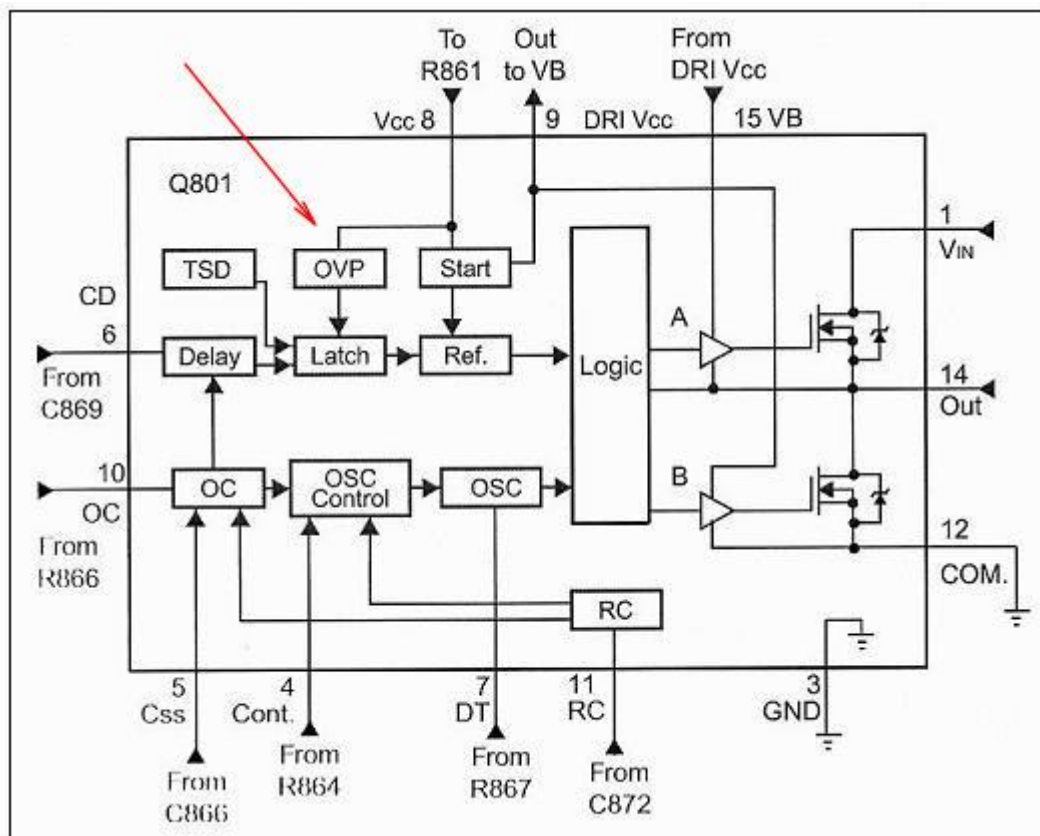 To
R861
Out
to VB
From
DRI Vcc
Vcc 8
9
DRI Vcc
15 VB
Q801
1
VIN
TSD
OVP
Start
CD
6
A
Delay
Latch
Ref.
Logic
14
Out
From
C869
10
OC
OC
OSC
Control
OSC
B
From
R866
12
COM.
RC
5
Css
4
Cont.
7
DT
11
RC
3
GND
From
C866
From
R864
From
R867
From
C872